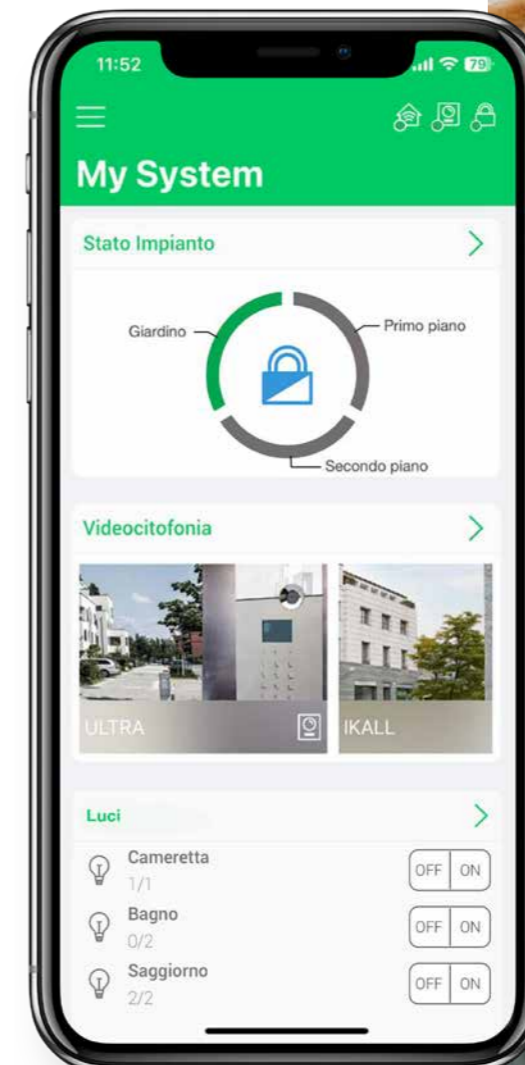 11:52
79
My System
Stato Impianto
Giardino
Primo piano
Secondo piano
Videocitofonia
ULTRA
IKALL
Luci
Cameretta
OFF ON
1/1
Bagno
OFF ON
0/2
Saggiorno
OFF ON
2/2